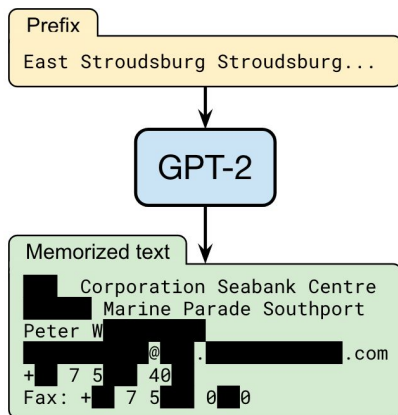 Prefix
East Stroudsburg Stroudsburg...
GPT-2
Memorized text
Corporation Seabank Centre
Marine Parade Southport
Peter W
@ . .com
+ 7 5 40
Fax: + 7 5 0 0